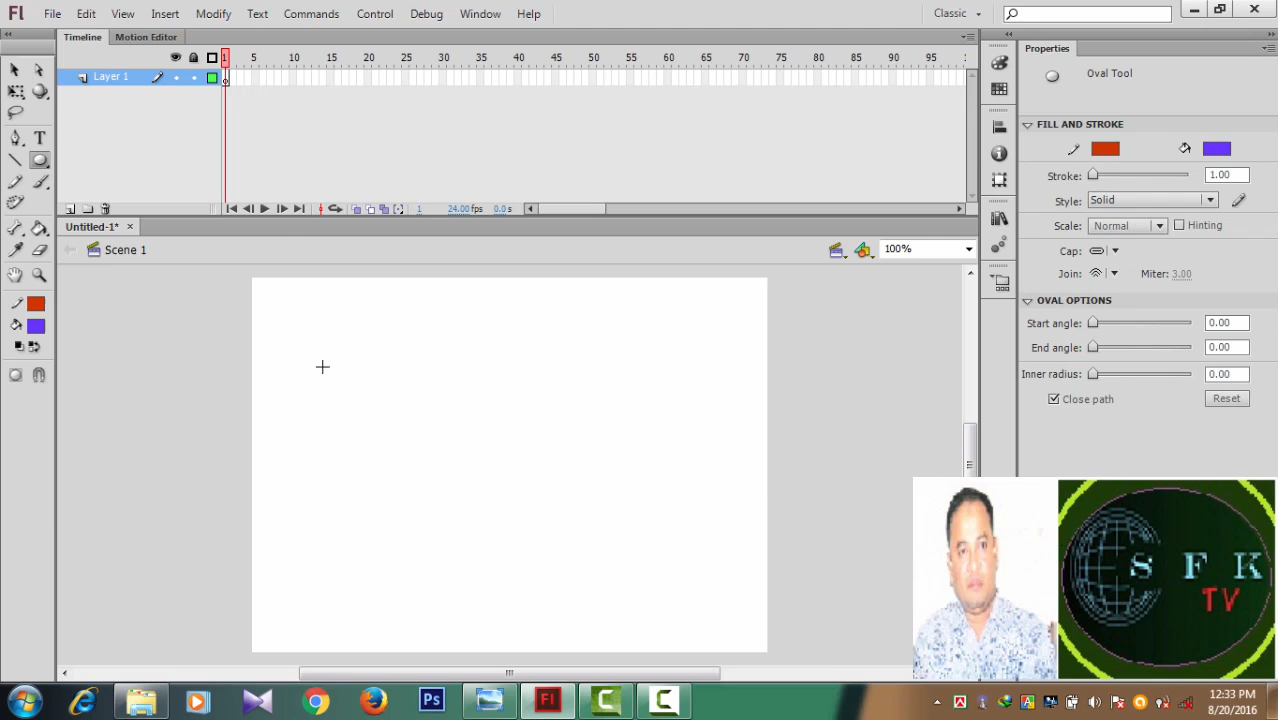 Fl File Edit View Insert Modify Text Commands Control Debug Window Help Classic
Timeline Motion Editor
Properties
1 5 10 15 20 25 30 35 40 45 50 55 60 65 70 75 80 85 90 95
Layer 1
Oval Tool
FILL AND STROKE
Stroke: 1.00
Style: Solid
Scale: Normal Hinting
Cap:
Join: Miter: 3.00
1 24.00 fps 0.0 s
Untitled-1*
Scene 1 100%
OVAL OPTIONS
Start angle: 0.00
End angle: 0.00
Inner radius: 0.00
Close path Reset
S F K
TV
Ps Fl
12:33 PM
8/20/2016